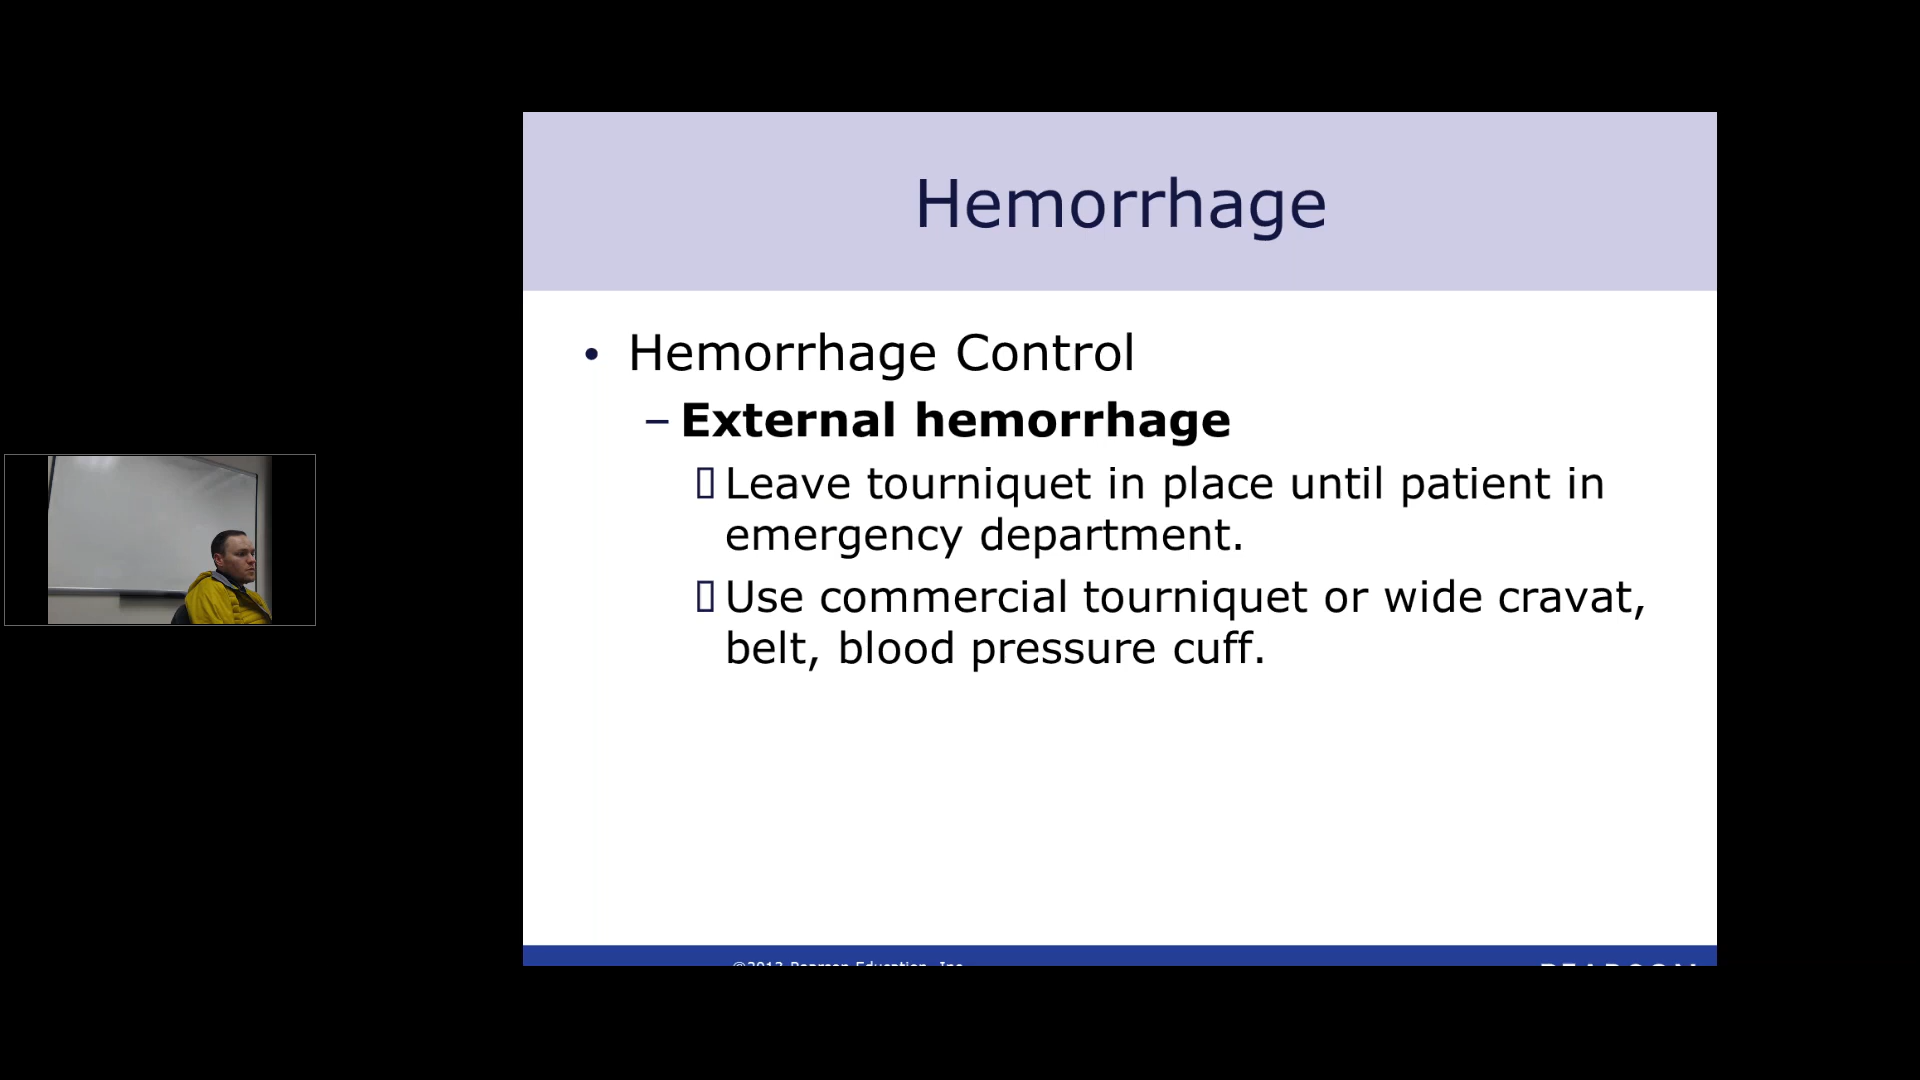 Hemorrhage
• Hemorrhage Control
– External hemorrhage
Leave tourniquet in place until patient in
emergency department.
Use commercial tourniquet or wide cravat,
belt, blood pressure cuff.
©2013 Pearson Education, Inc.
PEARSON